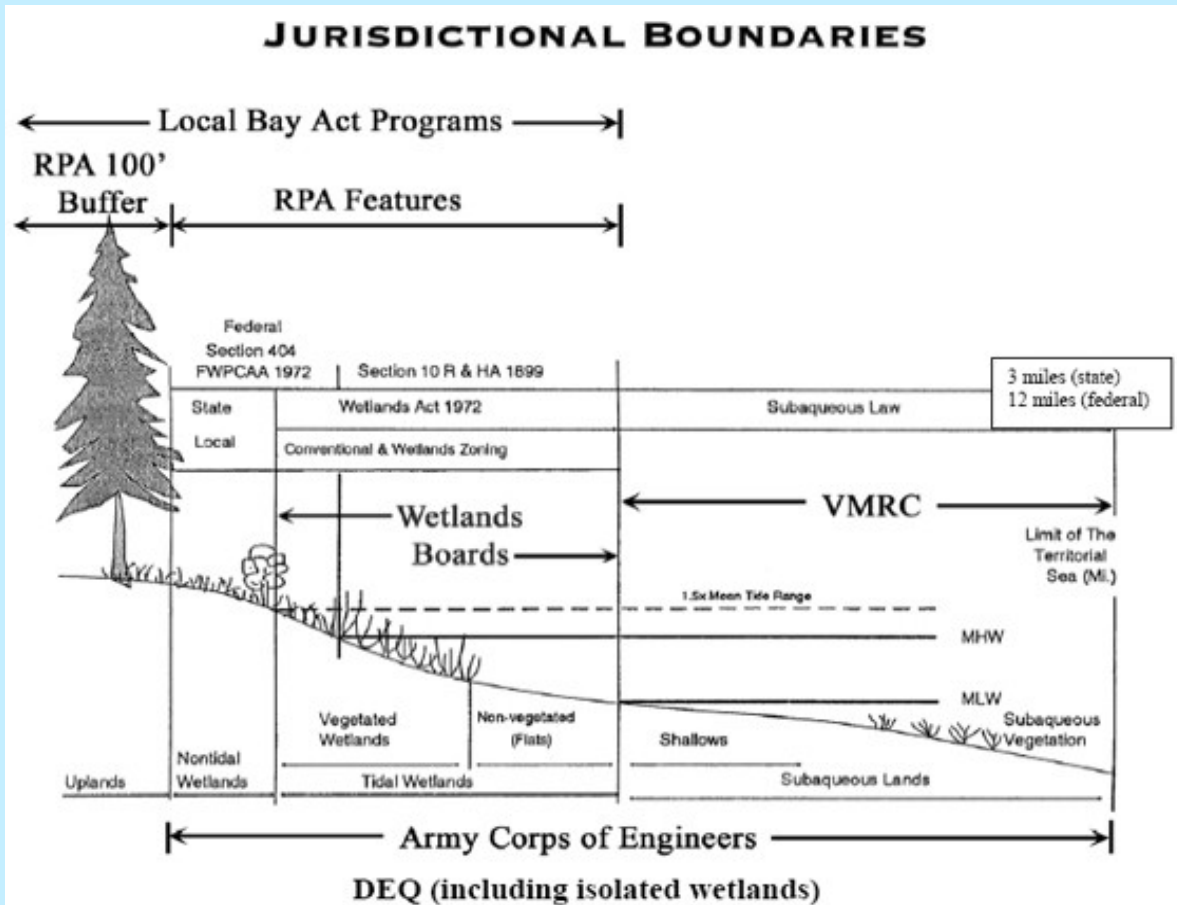 JURISDICTIONAL BOUNDARIES
Local Bay Act Programs
RPA 100'
Buffer
RPA Features
Federal
Section 404
FWPCAA 1972
Section 10 R & HA 1899
3 miles (state)
12 miles (federal)
State
Wetlands Act 1972
Subaqueous Law
Local
Conventional & Wetlands Zoning
Wetlands
Boards
VMRC
Limit of The
Territorial
Sea (Mi.)
1.5x Mean Tide Range
MHW
MLW
Vegetated
Wetlands
Non-vegetated
(Flats)
Shallows
Subaqueous
Vegetation
Nontidal
Wetlands
Uplands
Tidal Wetlands
Subaqueous Lands
Army Corps of Engineers
DEQ (including isolated wetlands)